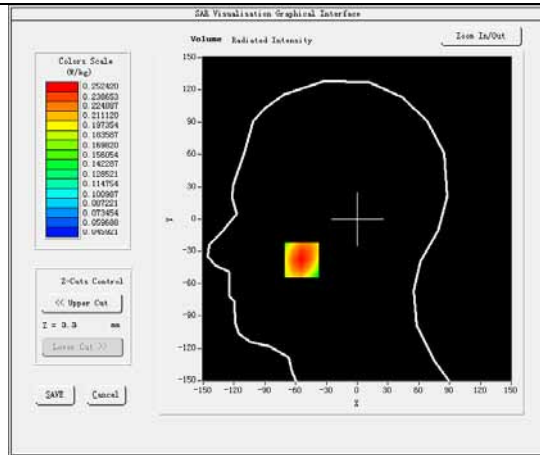 SAR Visualisation Graphical Interface
Volume Radiated Intensity
Zoom In/Out
Colors Scale
(W/kg)
0.252420
0.238653
0.224887
0.211120
0.197354
0.183587
0.169820
0.156054
0.142287
0.128521
0.114754
0.100987
0.087221
0.073454
0.059688
0.045921
Z-Cuts Control
<< Upper Cut
Z = 3.3 mm
Lower Cut >>
SAVE Cancel
150
120
90
60
30
Y 0
-30
-60
-90
-120
-150
-150 -120 -90 -60 -30 0 30 60 90 120 150
X